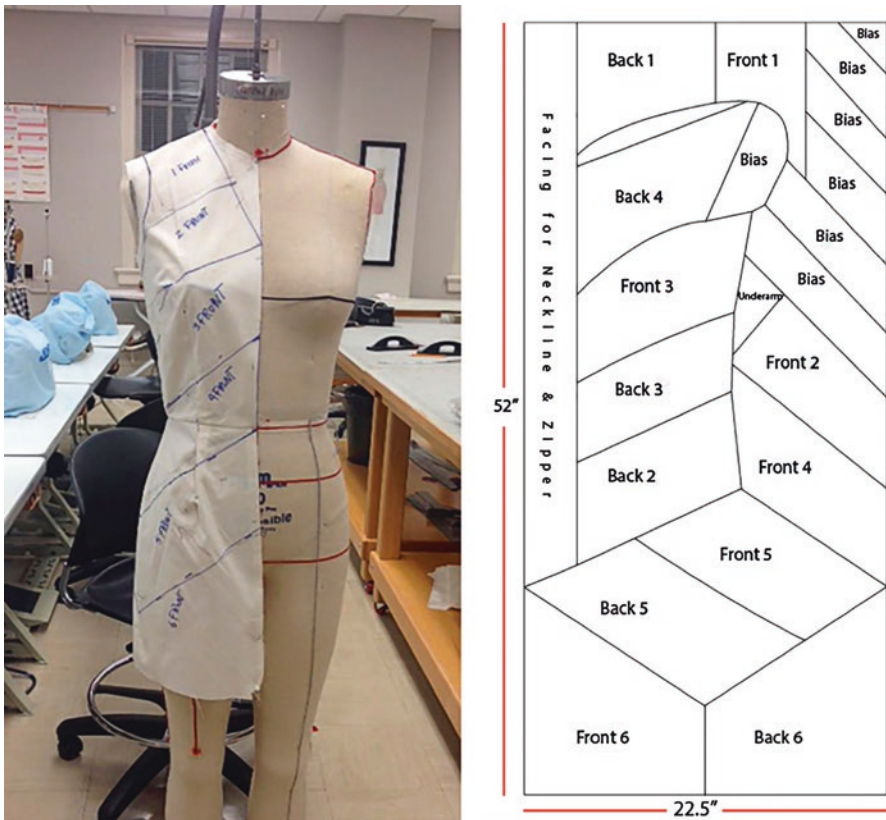 1 Front
2 FRONT
3 FRONT
4 FRONT
5 FRONT
6 FRONT
Back 1
Front 1
Bias
Bias
Bias
Bias
Bias
Bias
Bias
Back 4
Front 3
Underarm
Front 2
Back 3
Back 2
Front 4
Front 5
Back 5
Front 6
Back 6
Facing for Neckline & Zipper
52"
22.5"